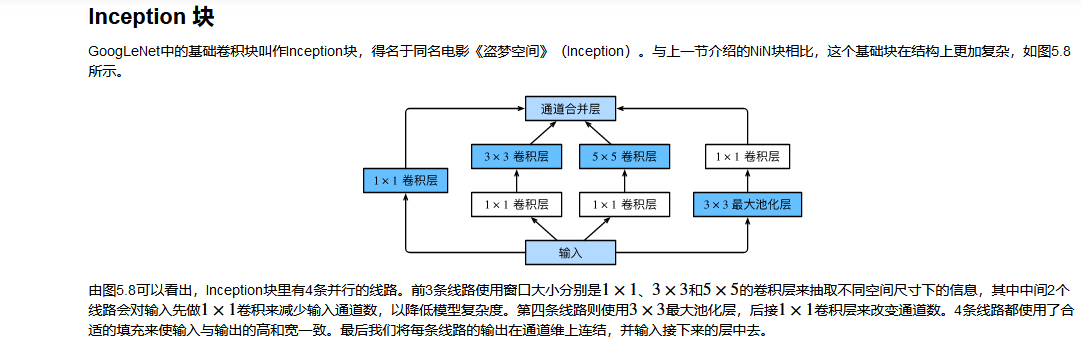 Inception 块
GoogLeNet中的基础卷积块叫作Inception块，得名于同名电影《盗梦空间》（Inception）。与上一节介绍的NiN块相比，这个基础块在结构上更加复杂，如图5.8
所示。
通道合并层
3 × 3 卷积层 5 × 5 卷积层 1 × 1 卷积层
1 × 1 卷积层
1 × 1 卷积层 1 × 1 卷积层 3 × 3 最大池化层
输入
由图5.8可以看出，Inception块里有4条并行的线路。前3条线路使用窗口大小分别是1 × 1、3 × 3和5 × 5的卷积层来抽取不同空间尺寸下的信息，其中中间2个
线路会对输入先做1 × 1卷积来减少输入通道数，以降低模型复杂度。第四条线路则使用3 × 3最大池化层，后接1 × 1卷积层来改变通道数。4条线路都使用了合
适的填充来使输入与输出的高和宽一致。最后我们将每条线路的输出在通道维上连结，并输入接下来的层中去。